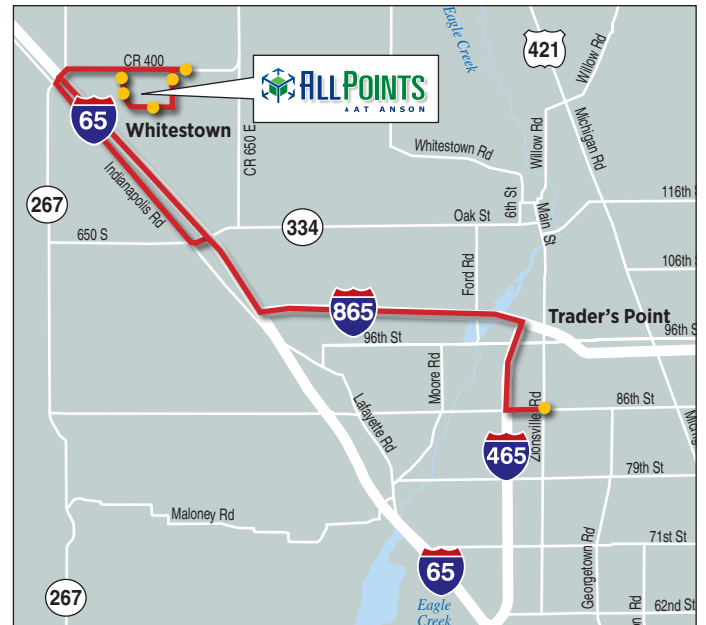 Eagle
Creek
421
Willow Rd
CR 400
ALLPOINTS
AT ANSON
65
Whitestown
CR 650 E
Whitestown Rd
Willow Rd
Michigan Rd
267
Indianapolis Rd
6th St
116th S
Oak St
Main St
334
650 S
Ford Rd
106th S
865
Trader's Point
96th St
96th S
Moore Rd
Zionsville Rd
86th St
Lafayette Rd
Michi
465
79th St
Maloney Rd
71st St
Georgetown Rd
65
267
Eagle
Creek
62nd St
on Rd